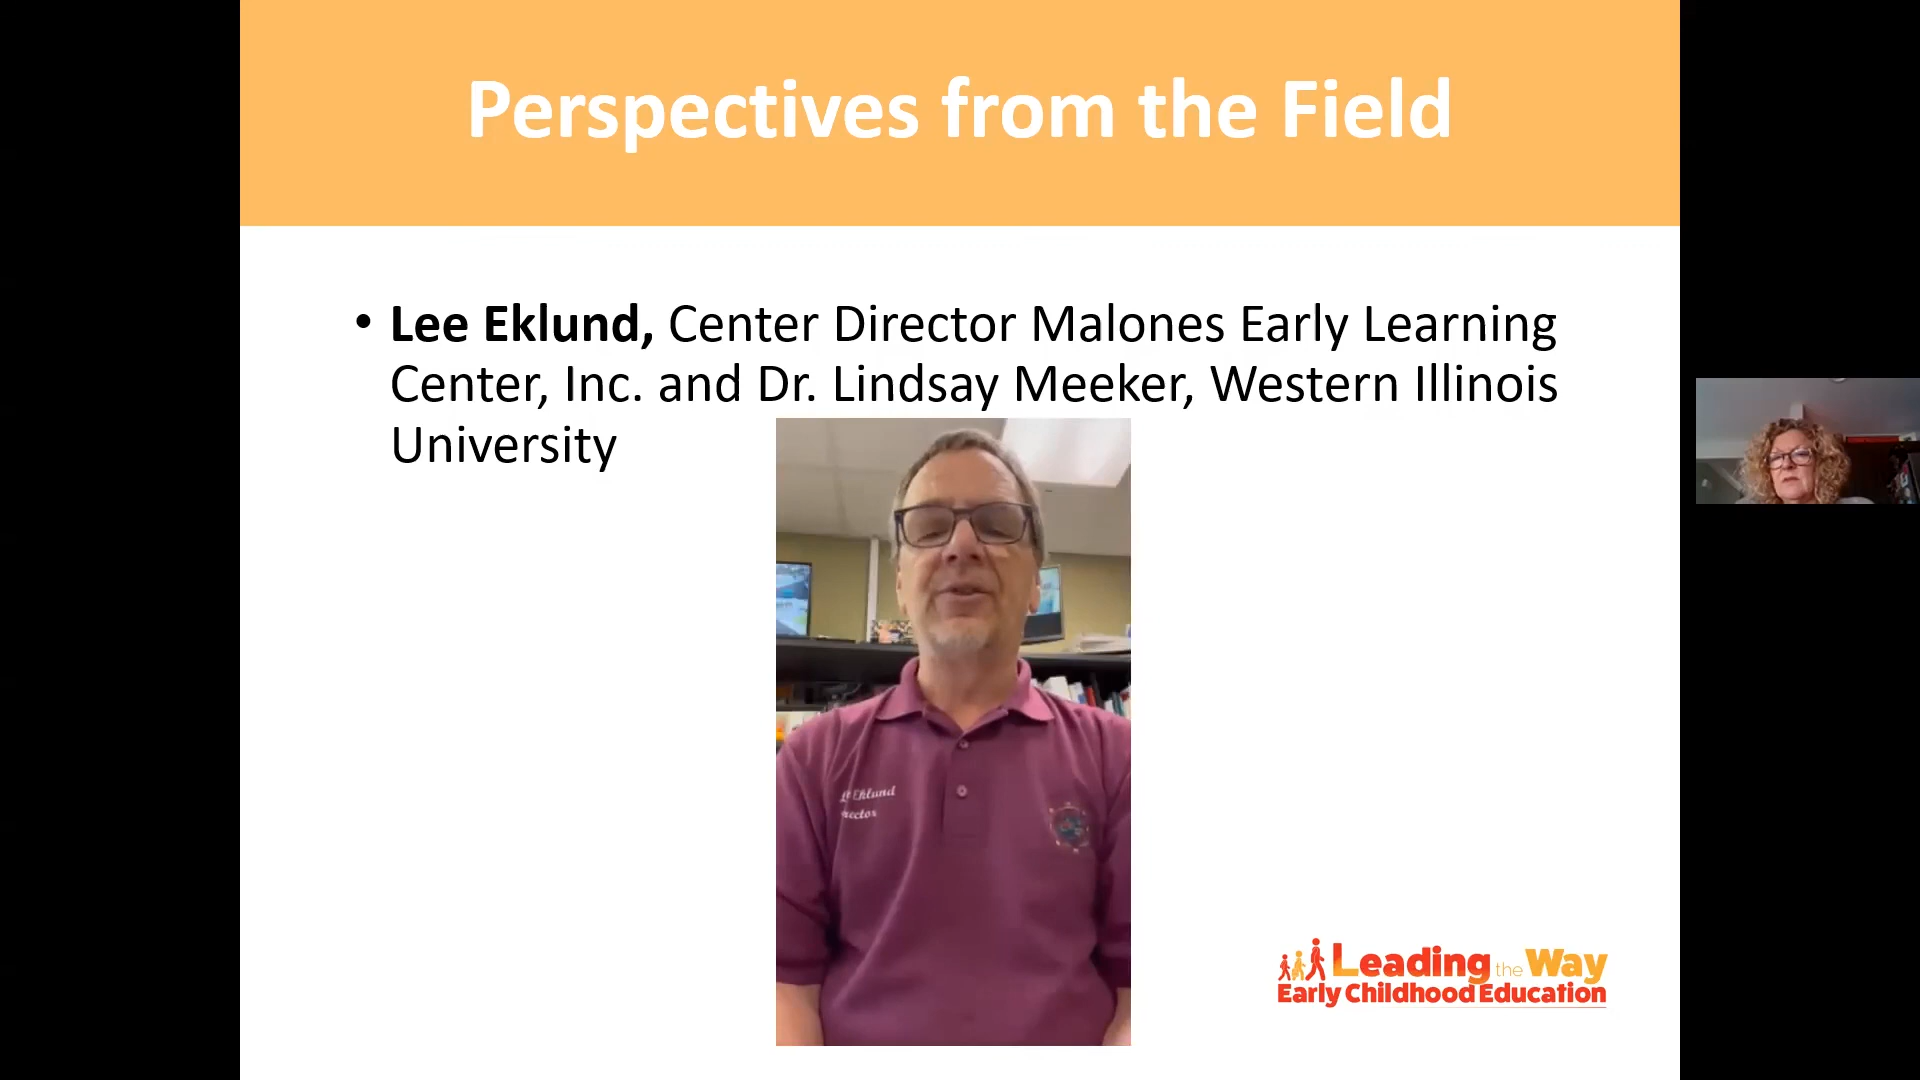 Perspectives from the Field
• Lee Eklund, Center Director Malones Early Learning
Center, Inc. and Dr. Lindsay Meeker, Western Illinois
University
Eklund
Leading the Way
Early Childhood Education